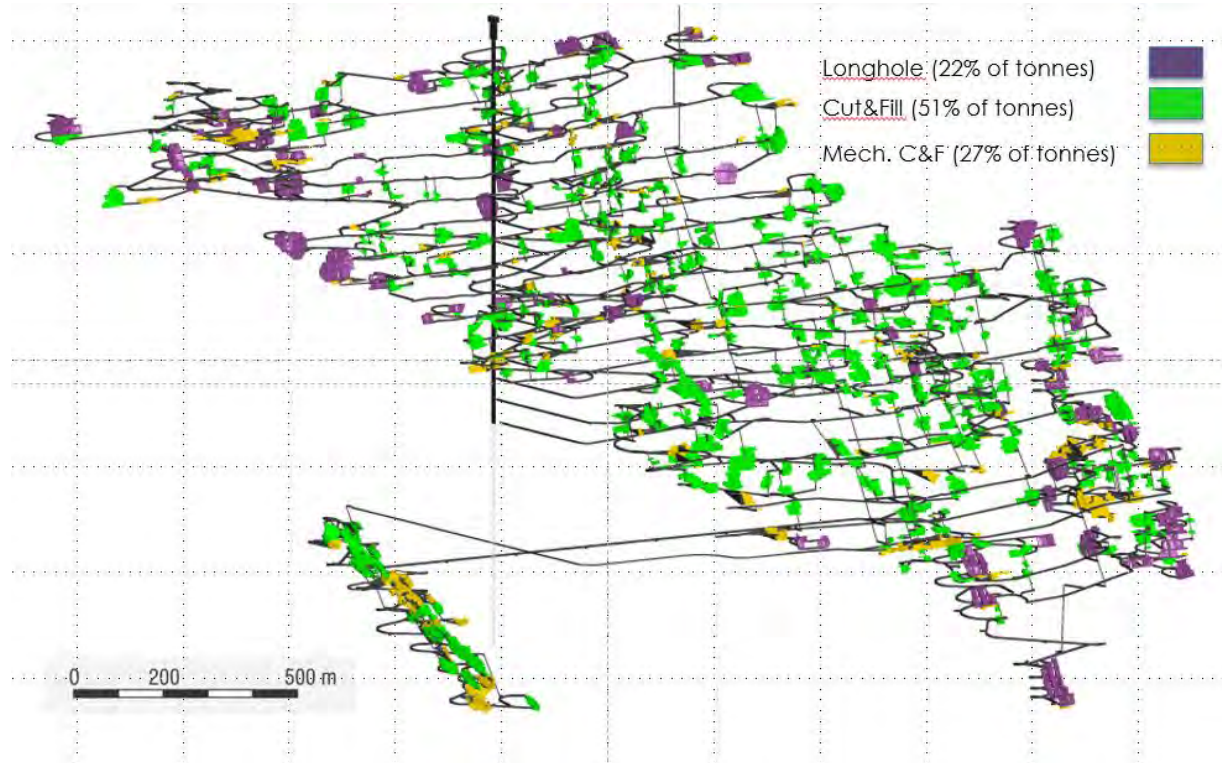 Longhole (22% of tonnes)
Cut&Fill (51% of tonnes)
Mech. C&F (27% of tonnes)
0 200 500 m